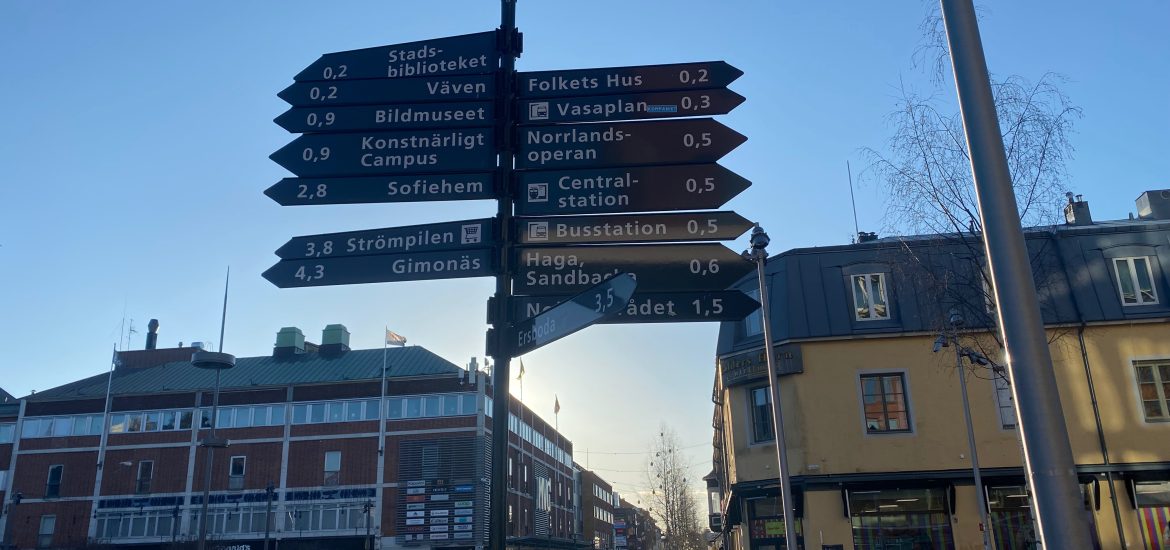 Stads-
0,2 biblioteket
0,2 Väven
0,9 Bildmuseet
0,9 Konstnärligt
Campus
2,8 Sofiehem
3,8 Strömpilen
4,3 Gimonäs
Folkets Hus 0,2
Vasaplan 0,3
Norrlands-
operan 0,5
Central-
station 0,5
Busstation 0,5
Haga,
Sandbacka 0,6
1,5
Ersboda 3,5